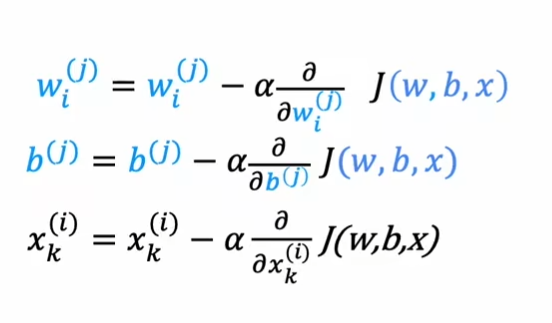 w_i^{(j)} = w_i^{(j)} − α ∂/∂w_i^{(j)} J(w, b, x)
b^{(j)} = b^{(j)} − α ∂/∂b^{(j)} J(w, b, x)
x_k^{(i)} = x_k^{(i)} − α ∂/∂x_k^{(i)} J(w,b,x)